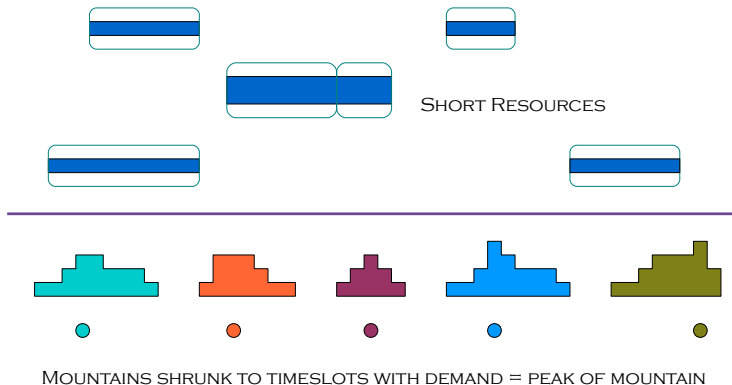 Short Resources
Mountains shrunk to timeslots with demand = peak of mountain